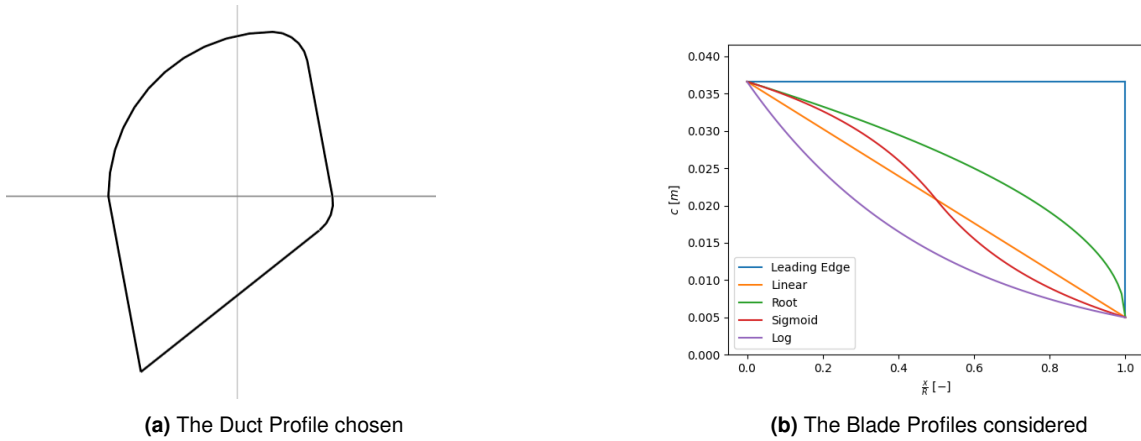 0.040
0.035
0.030
0.025
0.020
0.015
0.010
0.005
0.000
c [m]
Leading Edge
Linear
Root
Sigmoid
Log
0.0 0.2 0.4 0.6 0.8 1.0
x/R [−]
(a) The Duct Profile chosen
(b) The Blade Profiles considered